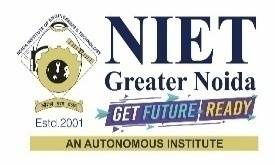 NIET
Greater Noida
GET FUTURE READY
Estd.2001
AN AUTONOMOUS INSTITUTE